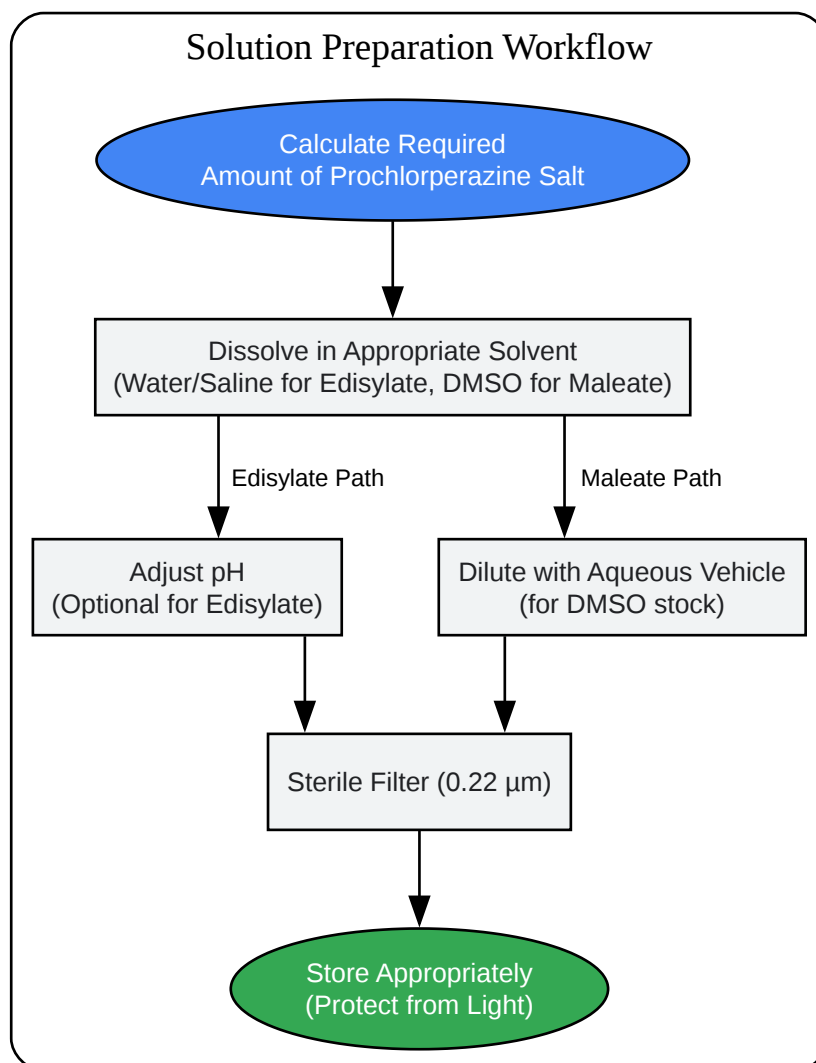 Solution Preparation Workflow
Calculate Required
Amount of Prochlorperazine Salt
Dissolve in Appropriate Solvent
(Water/Saline for Edisylate, DMSO for Maleate)
Edisylate Path
Maleate Path
Adjust pH
(Optional for Edisylate)
Dilute with Aqueous Vehicle
(for DMSO stock)
Sterile Filter (0.22 µm)
Store Appropriately
(Protect from Light)